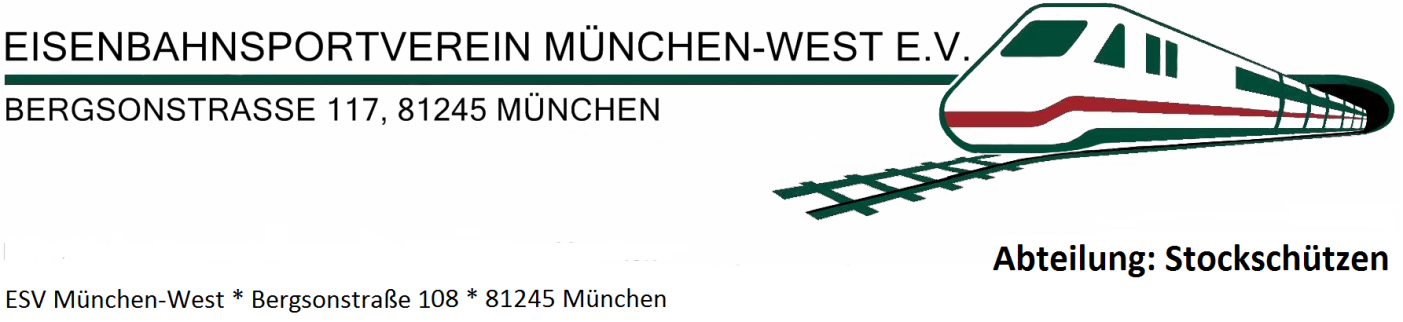 EISENBAHNSPORTVEREIN MÜNCHEN-WEST E.V.
BERGSONSTRASSE 117, 81245 MÜNCHEN
Abteilung: Stockschützen
ESV München-West * Bergsonstraße 108 * 81245 München